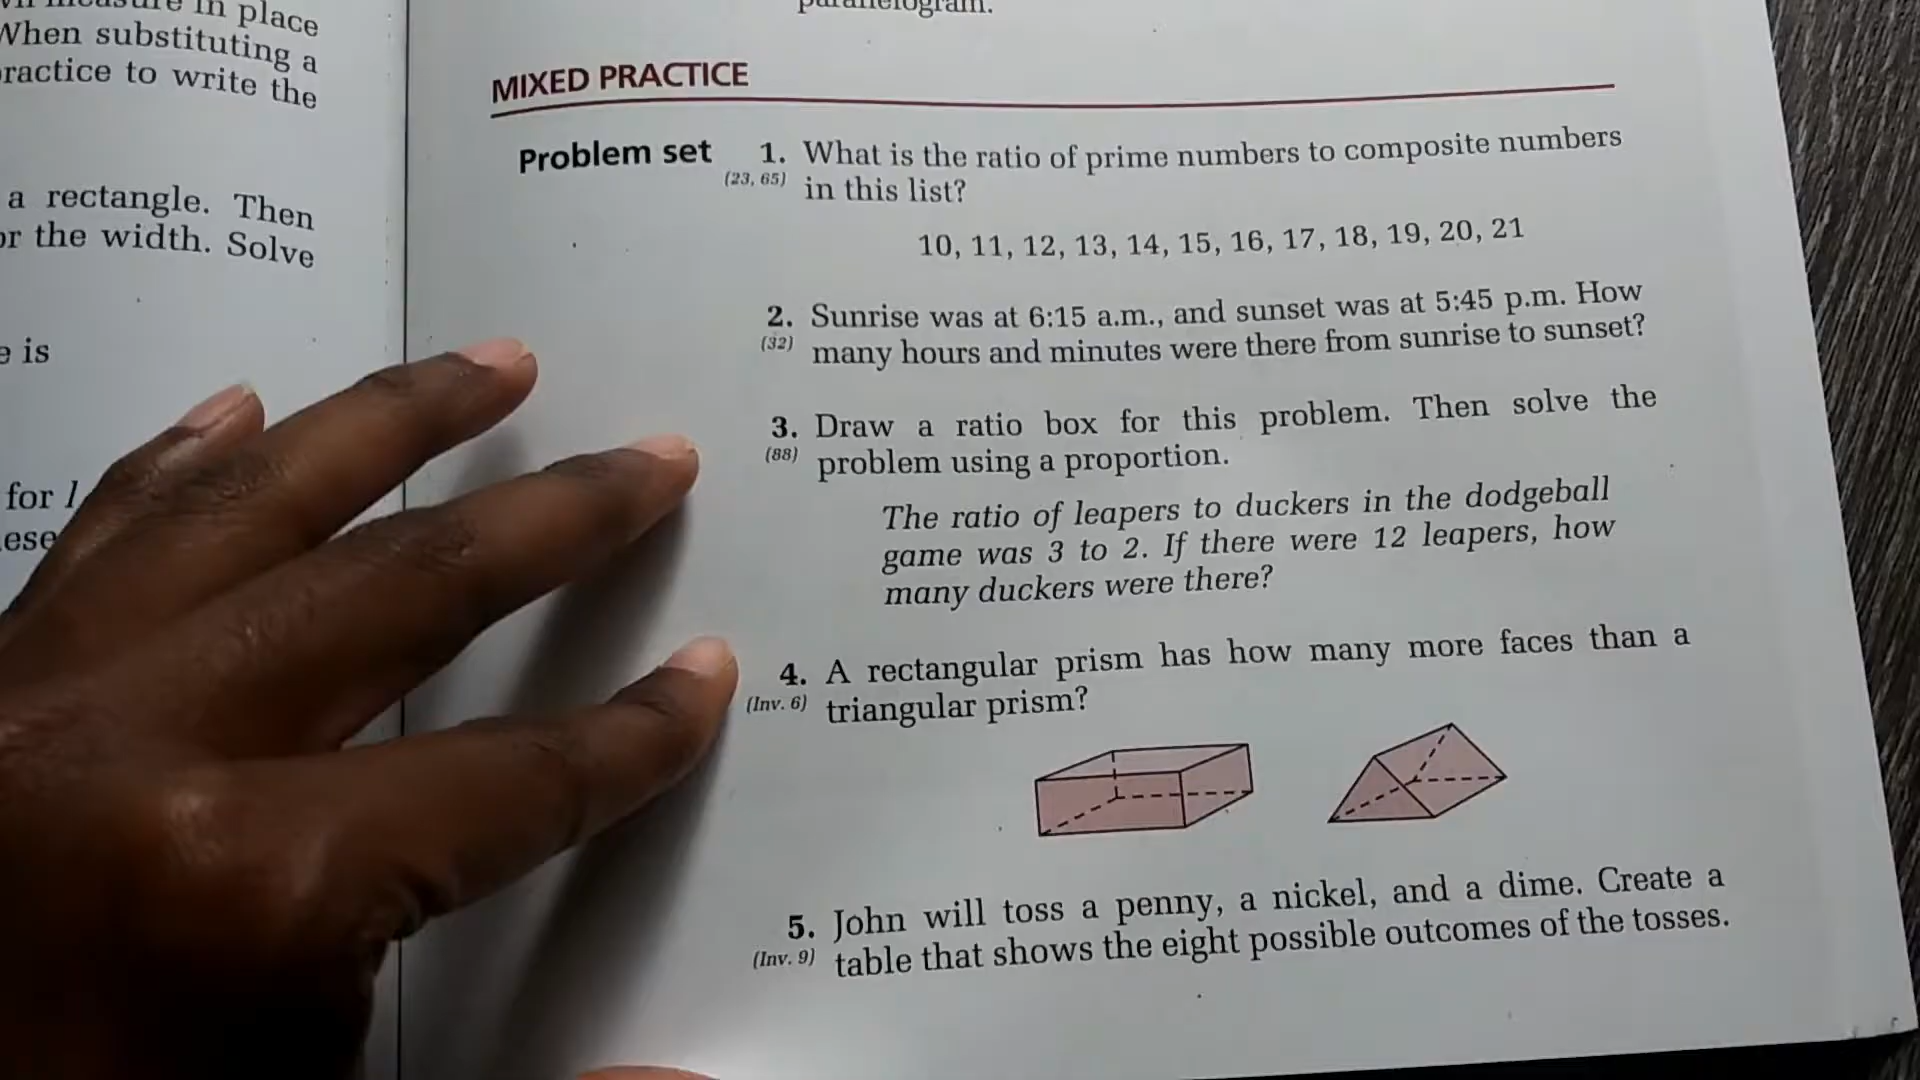 measure in place
When substituting a
practice to write the
a rectangle. Then
or the width. Solve
e is
for l
ese
parallelogram.
MIXED PRACTICE
Problem set
1. What is the ratio of prime numbers to composite numbers
(23, 65) in this list?
10, 11, 12, 13, 14, 15, 16, 17, 18, 19, 20, 21
2. Sunrise was at 6:15 a.m., and sunset was at 5:45 p.m. How
(32) many hours and minutes were there from sunrise to sunset?
3. Draw a ratio box for this problem. Then solve the
(88) problem using a proportion.
The ratio of leapers to duckers in the dodgeball
game was 3 to 2. If there were 12 leapers, how
many duckers were there?
4. A rectangular prism has how many more faces than a
(Inv. 6) triangular prism?
5. John will toss a penny, a nickel, and a dime. Create a
(Inv. 9) table that shows the eight possible outcomes of the tosses.